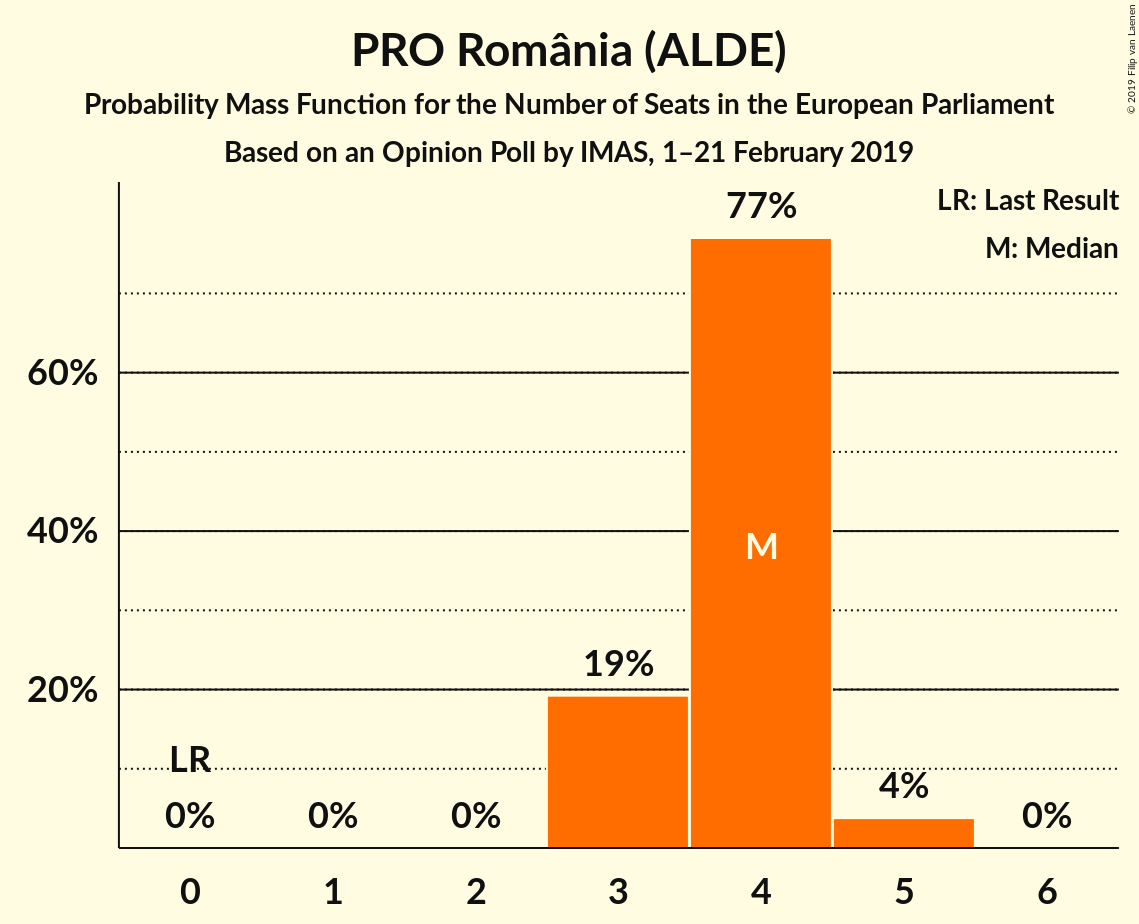 PRO România (ALDE)
Probability Mass Function for the Number of Seats in the European Parliament
Based on an Opinion Poll by IMAS, 1–21 February 2019
© 2019 Filip van Laenen
LR: Last Result
M: Median
77%
60%
40%
M
19%
20%
LR
4%
0%
0%
0%
0%
0 1 2 3 4 5 6